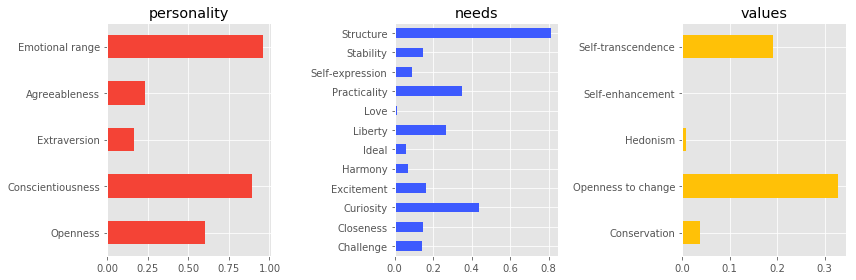 personality
Emotional range
Agreeableness
Extraversion
Conscientiousness
Openness
0.00 0.25 0.50 0.75 1.00
needs
Structure
Stability
Self-expression
Practicality
Love
Liberty
Ideal
Harmony
Excitement
Curiosity
Closeness
Challenge
0.0 0.2 0.4 0.6 0.8
values
Self-transcendence
Self-enhancement
Hedonism
Openness to change
Conservation
0.0 0.1 0.2 0.3